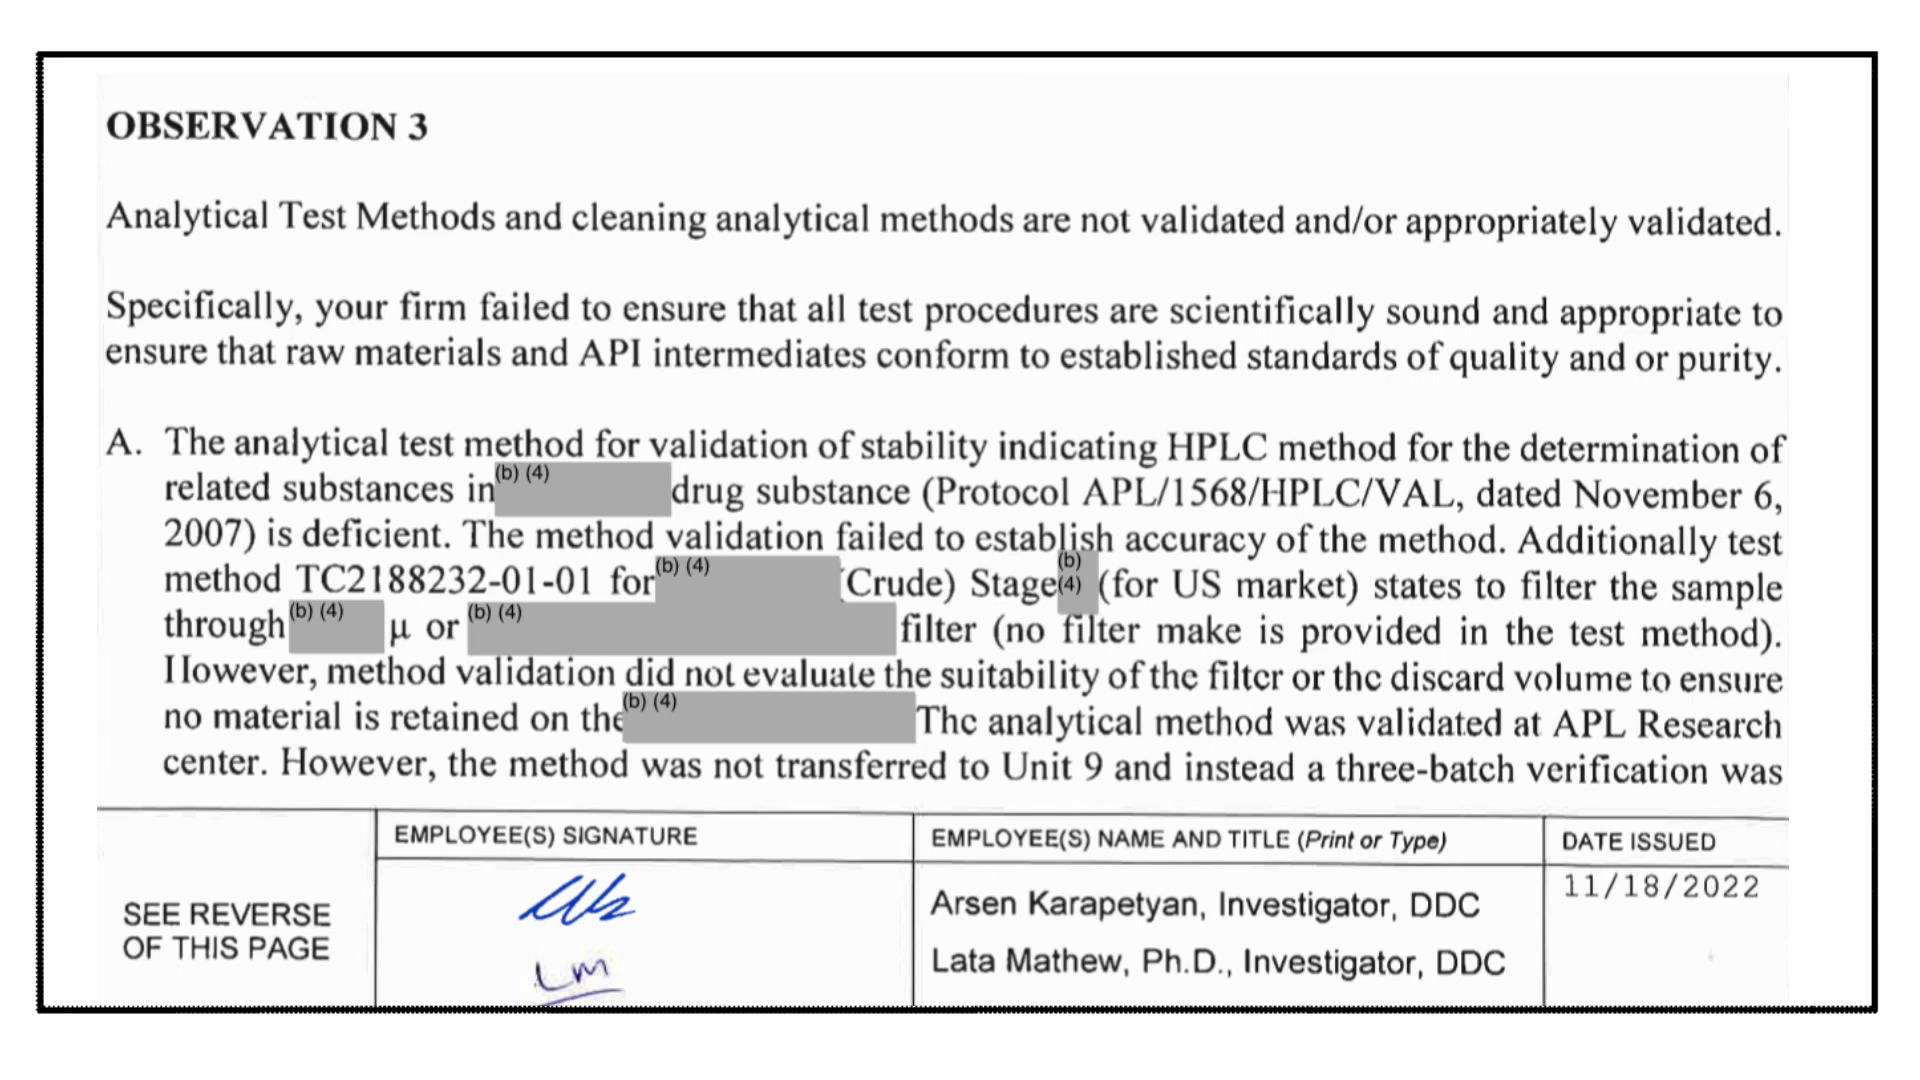 OBSERVATION 3
Analytical Test Methods and cleaning analytical methods are not validated and/or appropriately validated.
Specifically, your firm failed to ensure that all test procedures are scientifically sound and appropriate to
ensure that raw materials and API intermediates conform to established standards of quality and or purity.
A. The analytical test method for validation of stability indicating HPLC method for the determination of
related substances in (b) (4) drug substance (Protocol APL/1568/HPLC/VAL, dated November 6,
2007) is deficient. The method validation failed to establish accuracy of the method. Additionally test
method TC2188232-01-01 for (b) (4) (Crude) Stage (b) (4) (for US market) states to filter the sample
through (b) (4) µ or (b) (4) filter (no filter make is provided in the test method).
However, method validation did not evaluate the suitability of the filter or the discard volume to ensure
no material is retained on the (b) (4) The analytical method was validated at APL Research
center. However, the method was not transferred to Unit 9 and instead a three-batch verification was
SEE REVERSE
OF THIS PAGE
EMPLOYEE(S) SIGNATURE
LM
EMPLOYEE(S) NAME AND TITLE (Print or Type)
Arsen Karapetyan, Investigator, DDC
Lata Mathew, Ph.D., Investigator, DDC
DATE ISSUED
11/18/2022